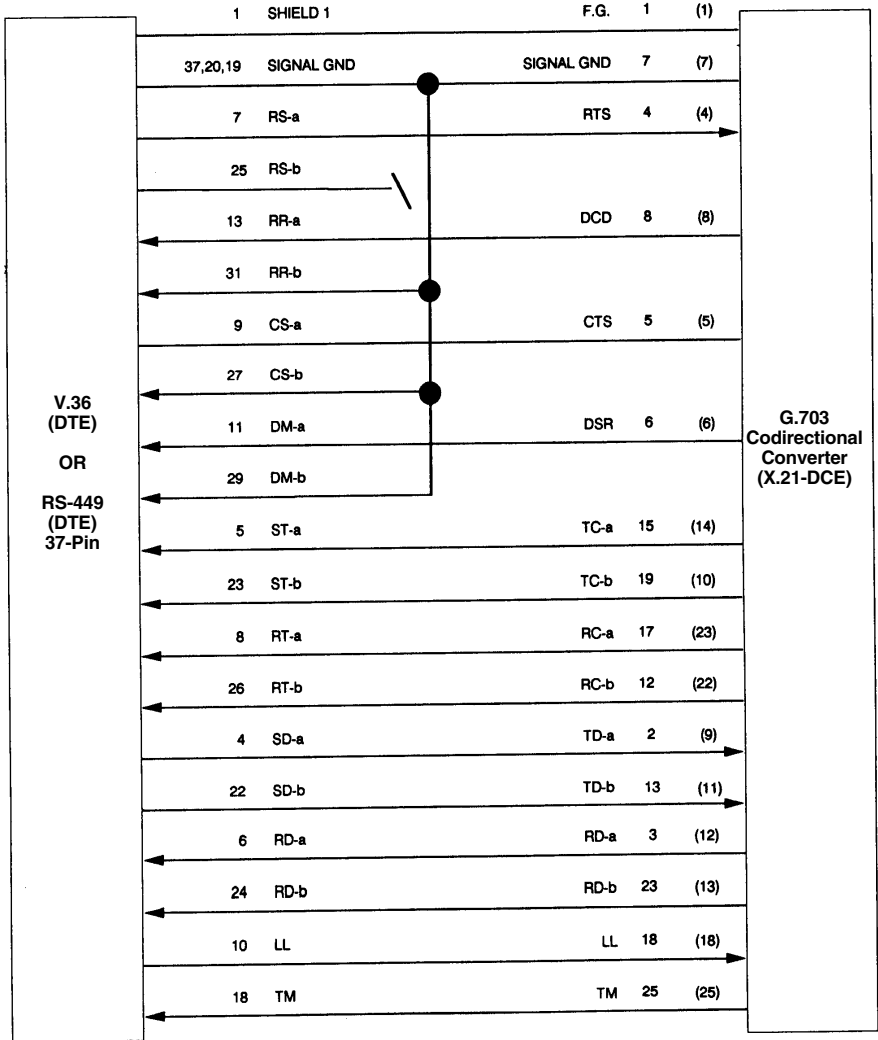 1 SHIELD 1 F.G. 1 (1)
37,20,19 SIGNAL GND SIGNAL GND 7 (7)
7 RS-a RTS 4 (4)
25 RS-b
13 RR-a DCD 8 (8)
31 RR-b
9 CS-a CTS 5 (5)
27 CS-b
11 DM-a DSR 6 (6)
29 DM-b
5 ST-a TC-a 15 (14)
23 ST-b TC-b 19 (10)
8 RT-a RC-a 17 (23)
26 RT-b RC-b 12 (22)
4 SD-a TD-a 2 (9)
22 SD-b TD-b 13 (11)
6 RD-a RD-a 3 (12)
24 RD-b RD-b 23 (13)
10 LL LL 18 (18)
18 TM TM 25 (25)
V.36
(DTE)
OR
RS-449
(DTE)
37-Pin
G.703
Codirectional
Converter
(X.21-DCE)